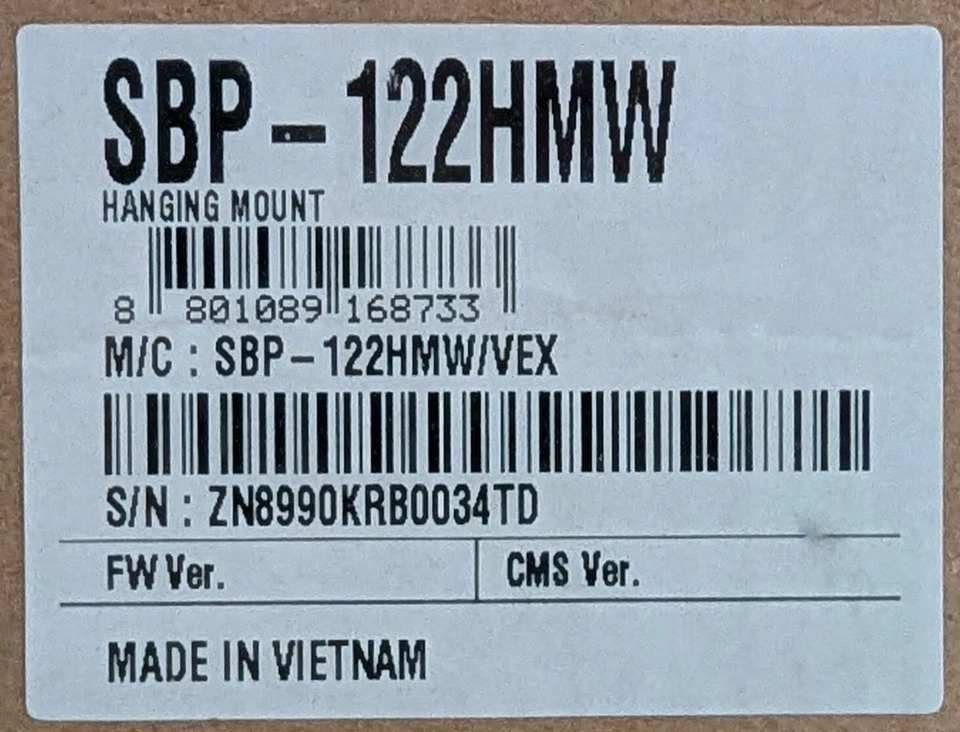 SBP-122HMW
HANGING MOUNT
8 801089 168733
M/C : SBP-122HMW/VEX
S/N : ZN8990KRB0034TD
FW Ver.
CMS Ver.
MADE IN VIETNAM